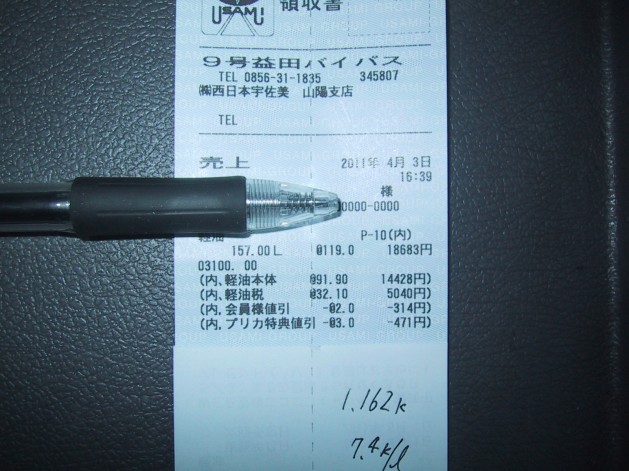 USAMI
領収書
9号益田バイパス
TEL 0856-31-1835 345807
㈱西日本宇佐美 山陽支店
TEL
売上 2011年 4月 3日
16:39
様
0000-0000
軽油 P-10(内)
157.00L @119.0 18683円
03100. 00
(内、軽油本体 @91.90 14428円)
(内、軽油税 @32.10 5040円)
(内、会員様値引 -@2.0 -314円)
(内、プリカ特典値引 -@3.0 -471円)
1.162k
7.4k/l